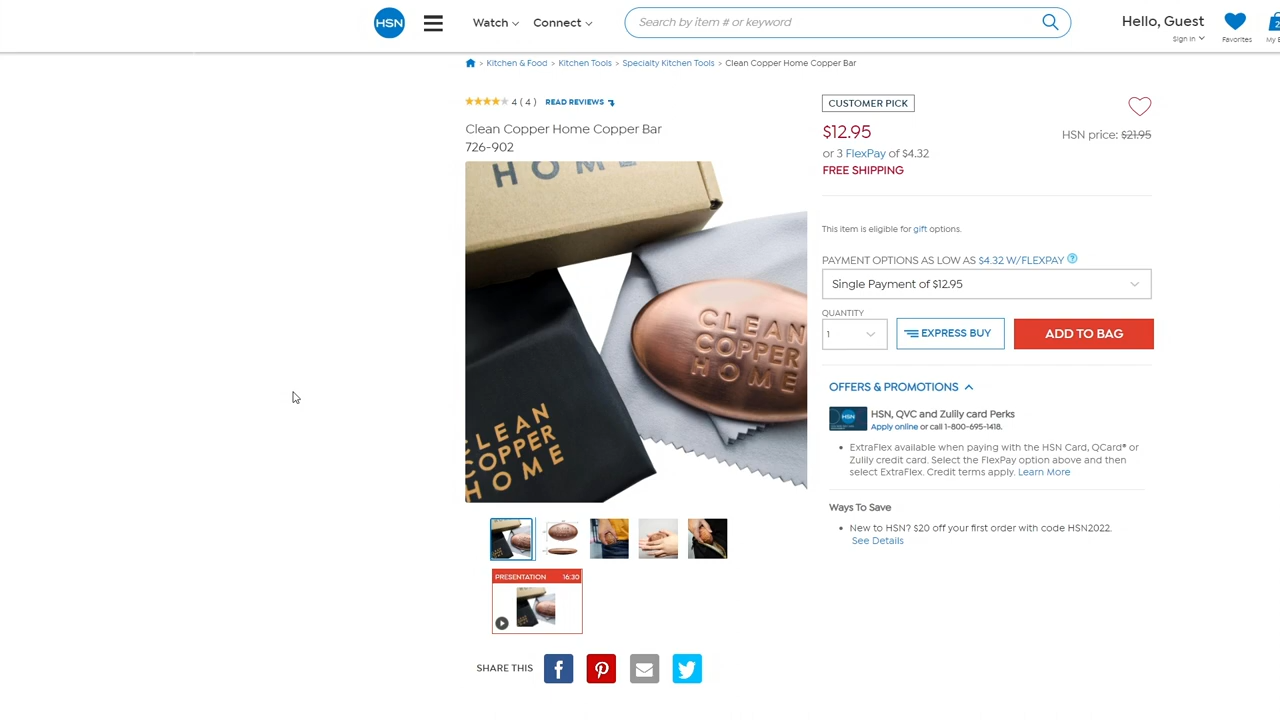 HSN
Watch
Connect
Search by item # or keyword
Hello, Guest
Sign In
Favorites
2
> Kitchen & Food > Kitchen Tools > Specialty Kitchen Tools > Clean Copper Home Copper Bar
4 ( 4 ) READ REVIEWS
Clean Copper Home Copper Bar
726-902
HOME
CLEAN
COPPER
HOME
CLEAN
COPPER
HOME
PRESENTATION 16:30
SHARE THIS
CUSTOMER PICK
$12.95
HSN price: $21.95
or 3 FlexPay of $4.32
FREE SHIPPING
This item is eligible for gift options.
PAYMENT OPTIONS AS LOW AS $4.32 W/FLEXPAY ?
Single Payment of $12.95
QUANTITY
1
EXPRESS BUY
ADD TO BAG
OFFERS & PROMOTIONS
HSN
HSN, QVC and Zulily card Perks
Apply online or call 1-800-695-1418.
• ExtraFlex available when paying with the HSN Card, QCard® or
Zulily credit card. Select the FlexPay option above and then
select ExtraFlex. Credit terms apply. Learn More
Ways To Save
• New to HSN? $20 off your first order with code HSN2022.
See Details